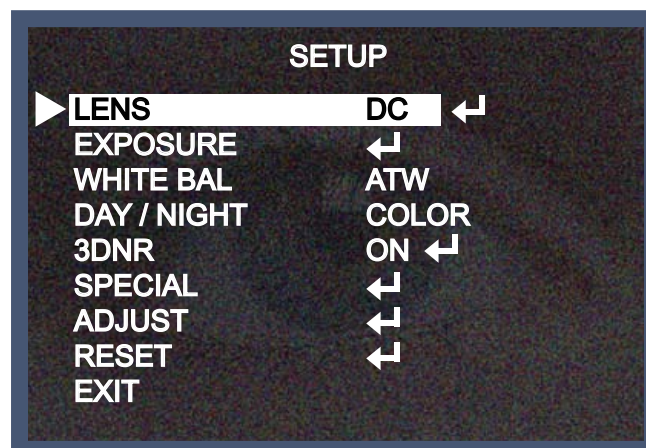 SETUP
LENS DC ↵
EXPOSURE ↵
WHITE BAL ATW
DAY / NIGHT COLOR
3DNR ON ↵
SPECIAL ↵
ADJUST ↵
RESET ↵
EXIT